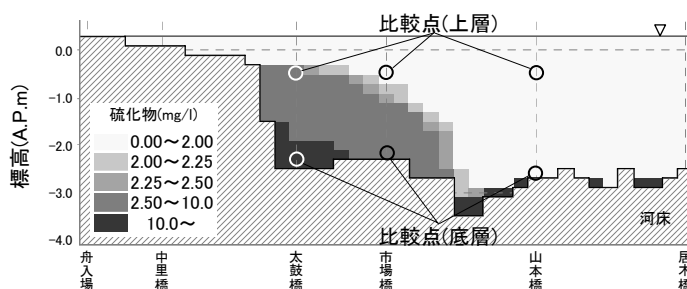 比較点(上層)
▽
0.0
-1.0
-2.0
-3.0
-4.0
標高(A.P.m)
硫化物(mg/l)
0.00～2.00
2.00～2.25
2.25～2.50
2.50～10.0
10.0～
比較点(底層)
河床
舟入場
中里橋
太鼓橋
市場橋
山本橋
居木橋